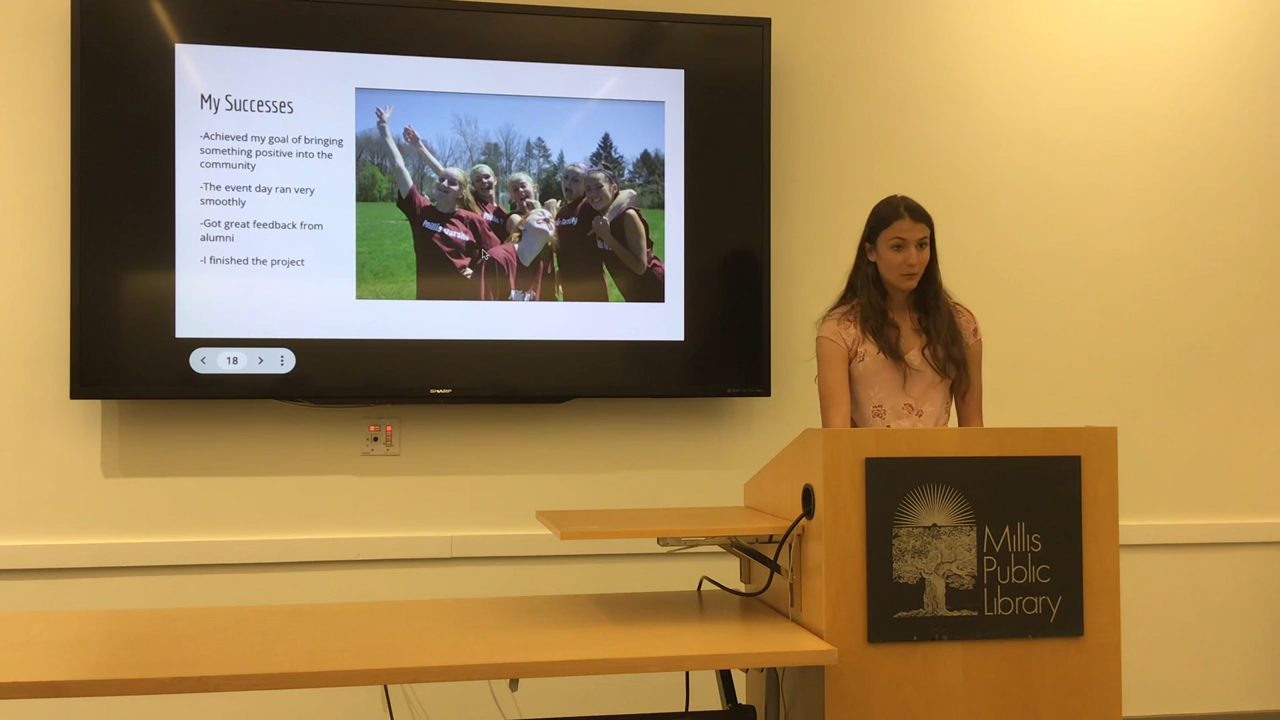 My Successes
-Achieved my goal of bringing
something positive into the
community
-The event day ran very
smoothly
-Got great feedback from
alumni
-I finished the project
18
SHARP
Millis
Public
Library